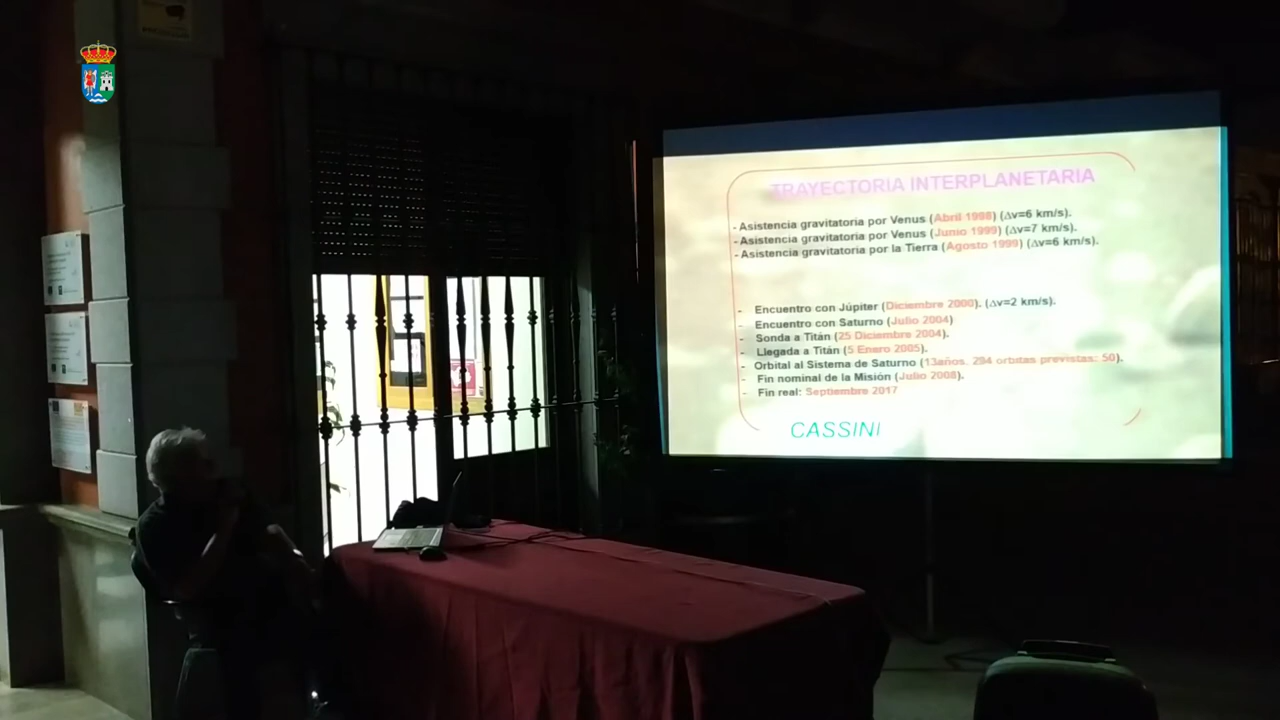 TRAYECTORIA INTERPLANETARIA
- Asistencia gravitatoria por Venus (Abril 1998) (Δv=6 km/s).
- Asistencia gravitatoria por Venus (Junio 1999) (Δv=7 km/s).
- Asistencia gravitatoria por la Tierra (Agosto 1999) (Δv=6 km/s).
- Encuentro con Júpiter (Diciembre 2000). (Δv=2 km/s).
- Encuentro con Saturno (Julio 2004)
- Sonda a Titán (25 Diciembre 2004).
- Llegada a Titán (5 Enero 2005).
- Orbital al Sistema de Saturno (13años. 294 orbitas previstas: 50).
- Fin nominal de la Misión (Julio 2008).
- Fin real: Septiembre 2017
CASSINI